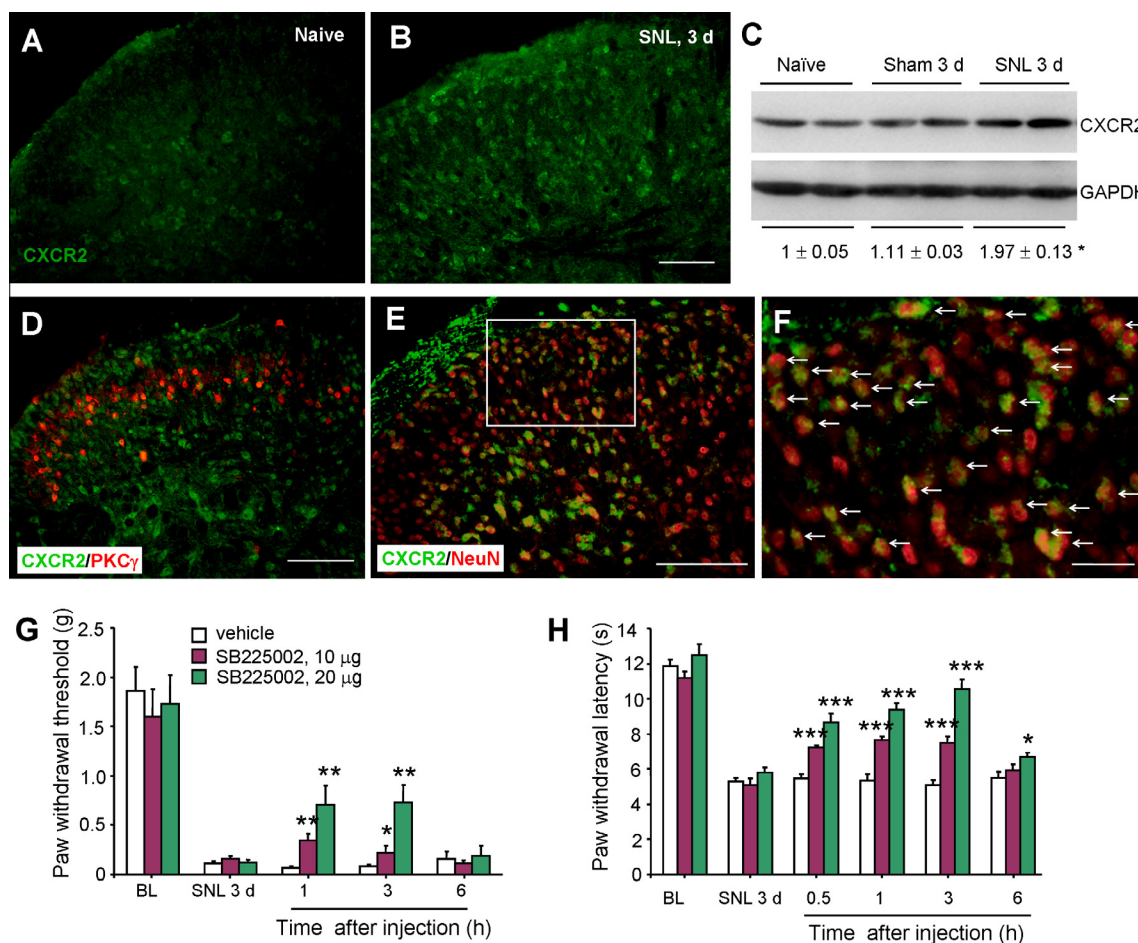 A
Naive
CXCR2
B
SNL, 3 d
C
Naïve
Sham 3 d
SNL 3 d
CXCR2
GAPDH
1 ± 0.05
1.11 ± 0.03
1.97 ± 0.13 *
D
CXCR2/PKCγ
E
CXCR2/NeuN
F
G
Paw withdrawal threshold (g)
2.5
2.0
1.5
1.0
0.5
0
vehicle
SB225002, 10 μg
SB225002, 20 μg
**
**
*
**
BL
SNL 3 d
1
3
6
Time after injection (h)
H
Paw withdrawal latency (s)
14
12
10
8
6
4
2
0
***
***
***
***
***
***
*
BL
SNL 3 d
0.5
1
3
6
Time after injection (h)